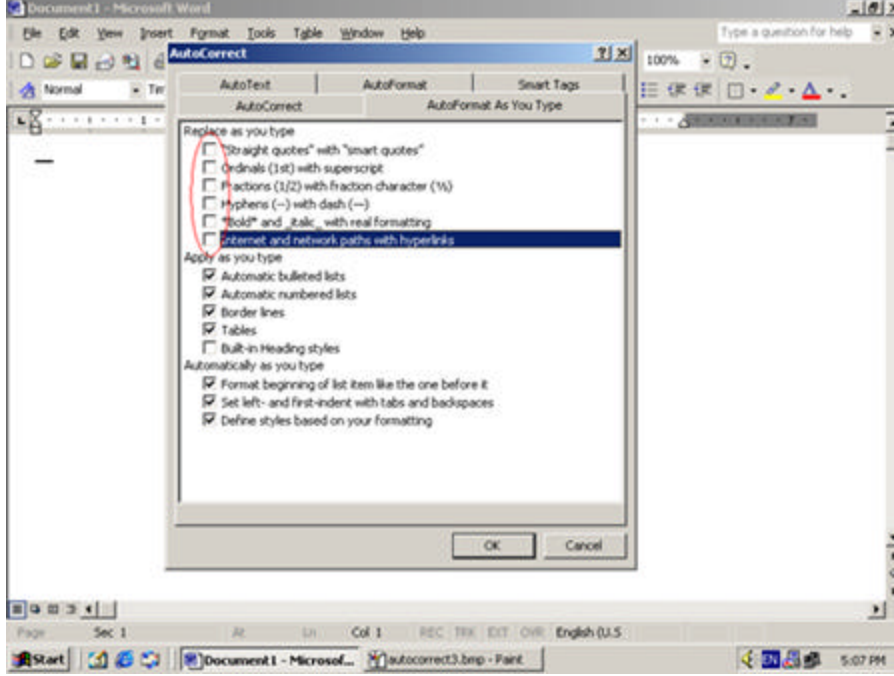 Document1 - Microsoft Word
File Edit View Insert Format Tools Table Window Help
Type a question for help
AutoCorrect
100%
Normal
AutoText AutoFormat Smart Tags
AutoCorrect AutoFormat As You Type
Replace as you type
"Straight quotes" with "smart quotes"
Ordinals (1st) with superscript
Fractions (1/2) with fraction character (½)
Hyphens (--) with dash (—)
*Bold* and _italic_ with real formatting
Internet and network paths with hyperlinks
Apply as you type
Automatic bulleted lists
Automatic numbered lists
Border lines
Tables
Built-in Heading styles
Automatically as you type
Format beginning of list item like the one before it
Set left- and first-indent with tabs and backspaces
Define styles based on your formatting
OK Cancel
Page Sec 1 At Ln Col 1 REC TRK EXT OVR English (U.S
Start Document1 - Microsof... autocorrect3.bmp - Paint EN 5:07 PM